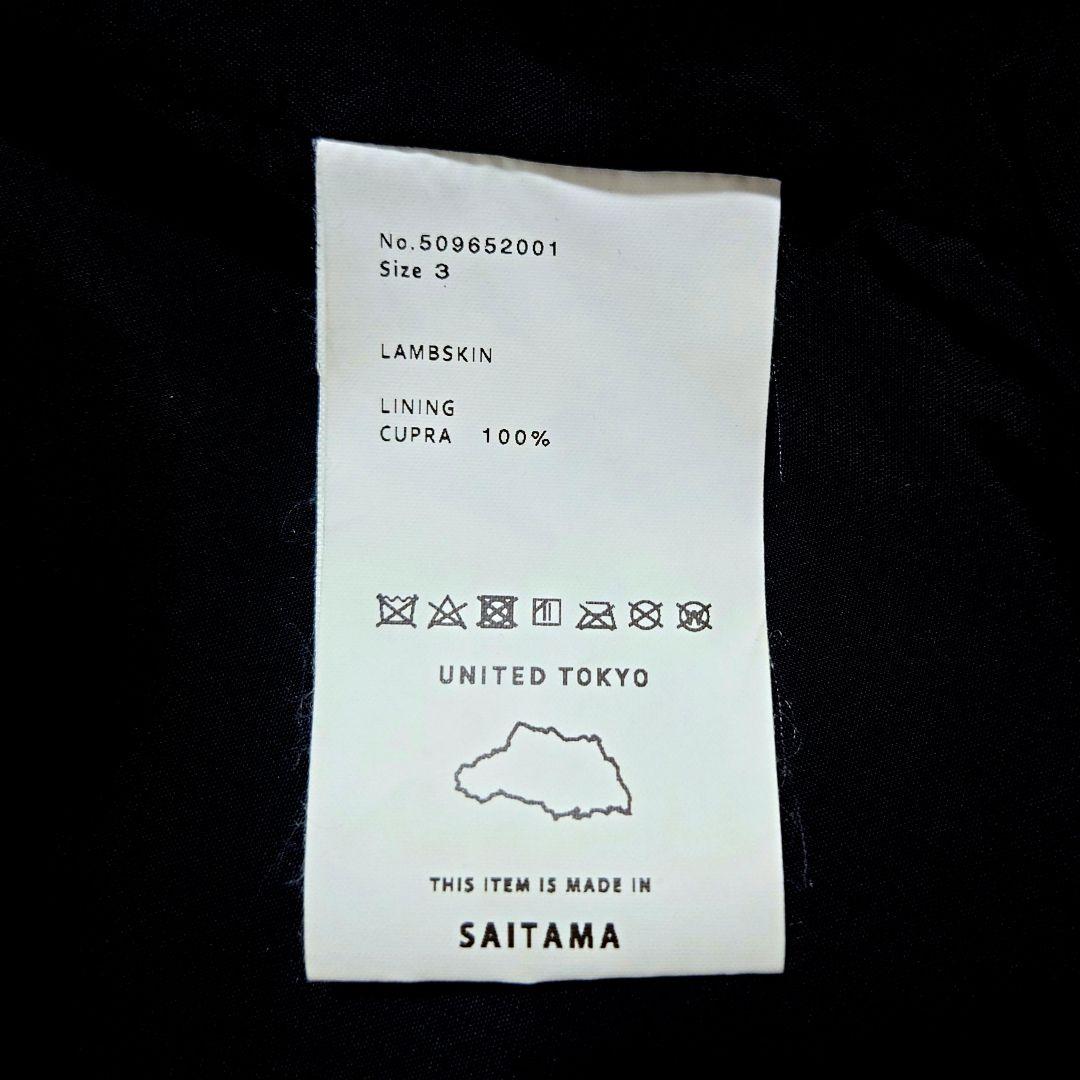 No.509652001
Size 3
LAMBSKIN
LINING
CUPRA 100%
W
UNITED TOKYO
THIS ITEM IS MADE IN
SAITAMA